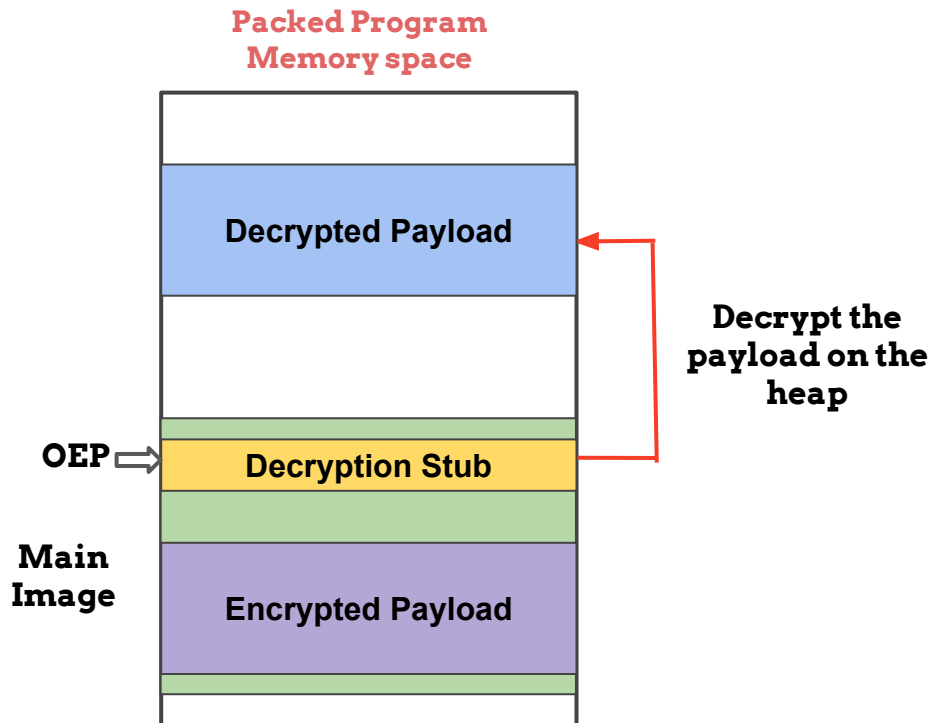 Packed Program
Memory space
Decrypted Payload
Decrypt the
payload on the
heap
OEP
Decryption Stub
Main
Image
Encrypted Payload